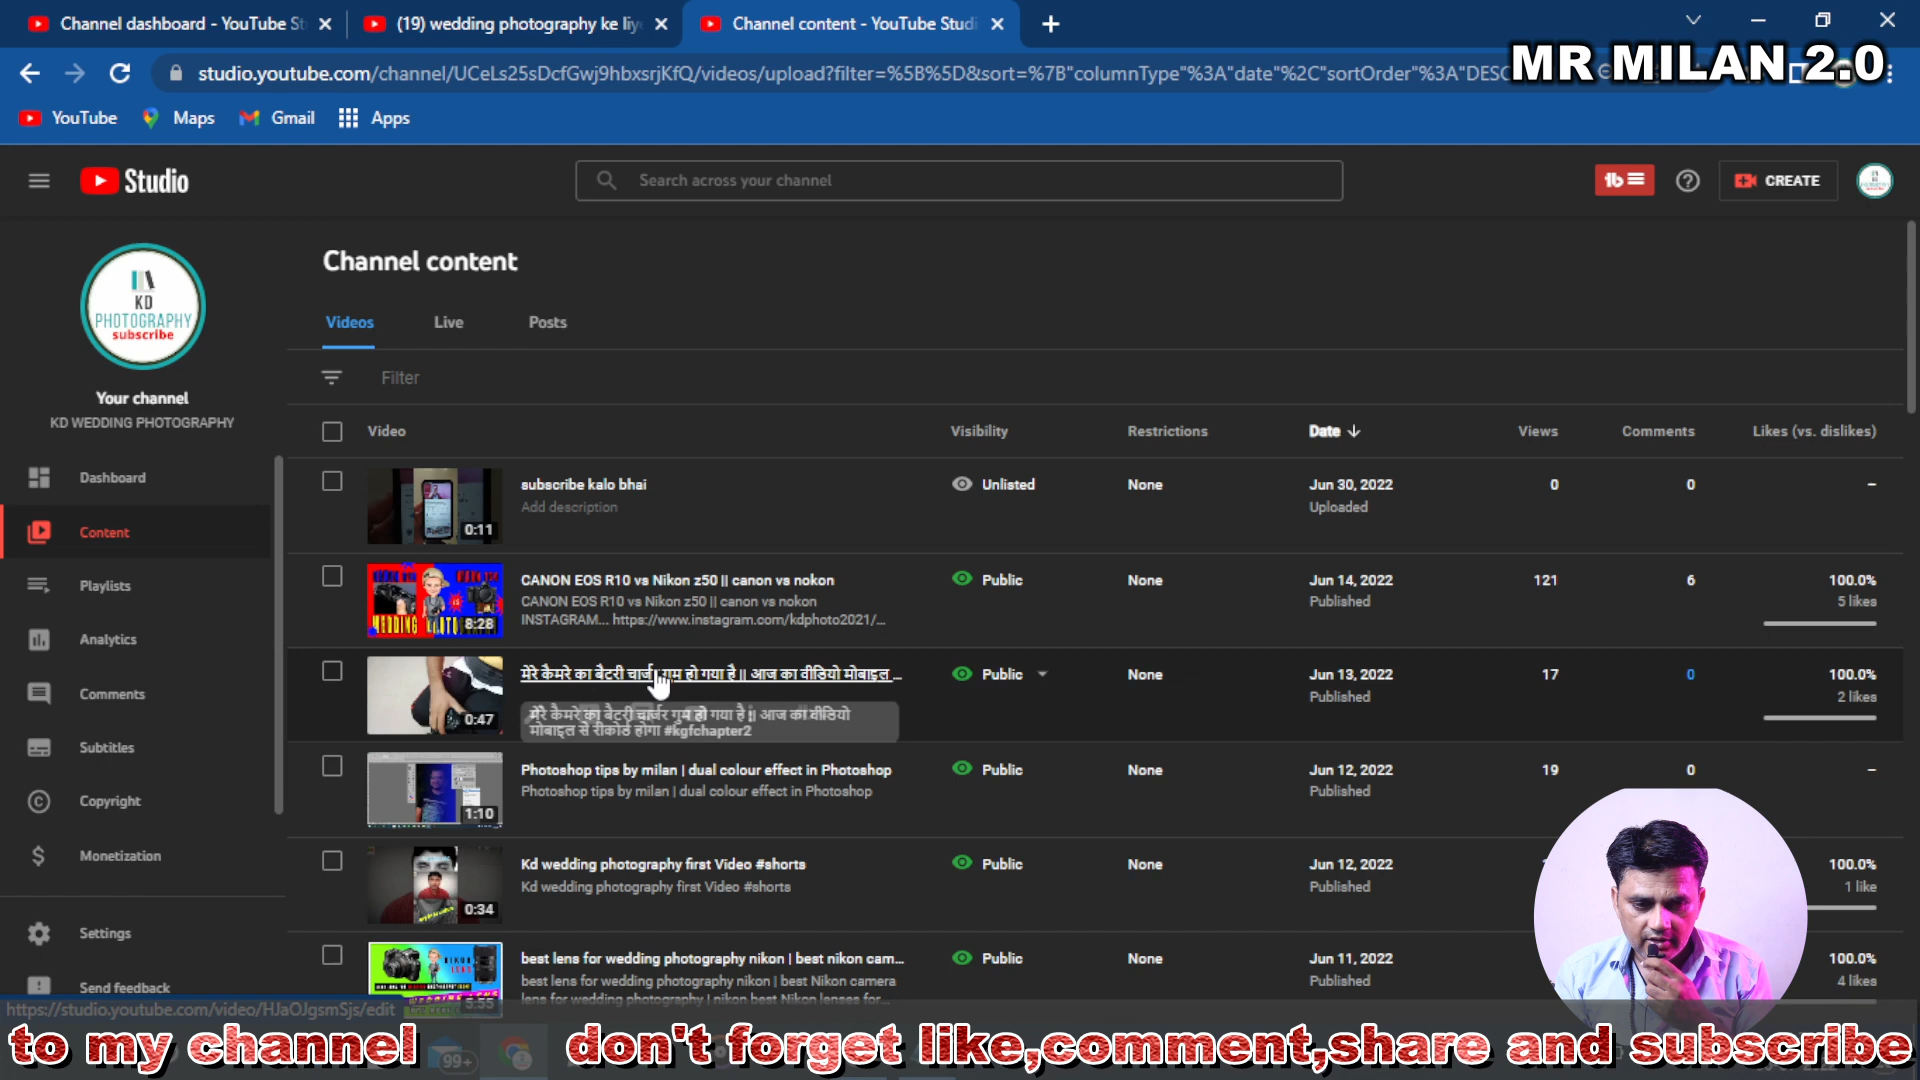 Channel dashboard - YouTube St
(19) wedding photography ke liy
Channel content - YouTube Studi
studio.youtube.com/channel/UCeLs25sDcfGwj9hbxsrjKfQ/videos/upload?filter=%5B%5D&sort=%7B"columnType"%3A"date"%2C"sortOrder"%3A"DESC
MR MILAN 2.0
YouTube
Maps
Gmail
Apps
Studio
Search across your channel
CREATE
KD
PHOTOGRAPHY
subscribe
Your channel
KD WEDDING PHOTOGRAPHY
Dashboard
Content
Playlists
Analytics
Comments
Subtitles
Copyright
Monetization
Settings
Send feedback
Channel content
Videos Live Posts
Filter
Video Visibility Restrictions Date Views Comments Likes (vs. dislikes)
0:11
subscribe kalo bhai Unlisted None Jun 30, 2022 0 0 –
Add description Uploaded
CANON EOS R10 vs Nikon z50 || canon vs nokon Public None Jun 14, 2022 121 6 100.0%
CANON EOS R10 vs Nikon z50 || canon vs nokon Published 5 likes
INSTAGRAM... https://www.instagram.com/kdphoto2021/...
8:28
मेरे कैमरे का बैटरी चार्जर गुम हो गया है || आज का वीडियो मोबाइल ... Public None Jun 13, 2022 17 0 100.0%
Published 2 likes
मेरे कैमरे का बैटरी चार्जर गुम हो गया है || आज का वीडियो
मोबाइल से रीकोर्ड होगा #kgfchapter2
0:47
Photoshop tips by milan | dual colour effect in Photoshop Public None Jun 12, 2022 19 0 –
Photoshop tips by milan | dual colour effect in Photoshop Published
1:10
Kd wedding photography first Video #shorts Public None Jun 12, 2022 100.0%
Kd wedding photography first Video #shorts Published 1 like
0:34
best lens for wedding photography nikon | best nikon cam... Public None Jun 11, 2022 100.0%
best lens for wedding photography nikon | best Nikon camera Published 4 likes
lens for wedding photography | nikon best Nikon lenses for...
5:55
https://studio.youtube.com/video/HJaOJgsmSjs/edit
99+
to my channel don't forget like,comment,share and subscribe